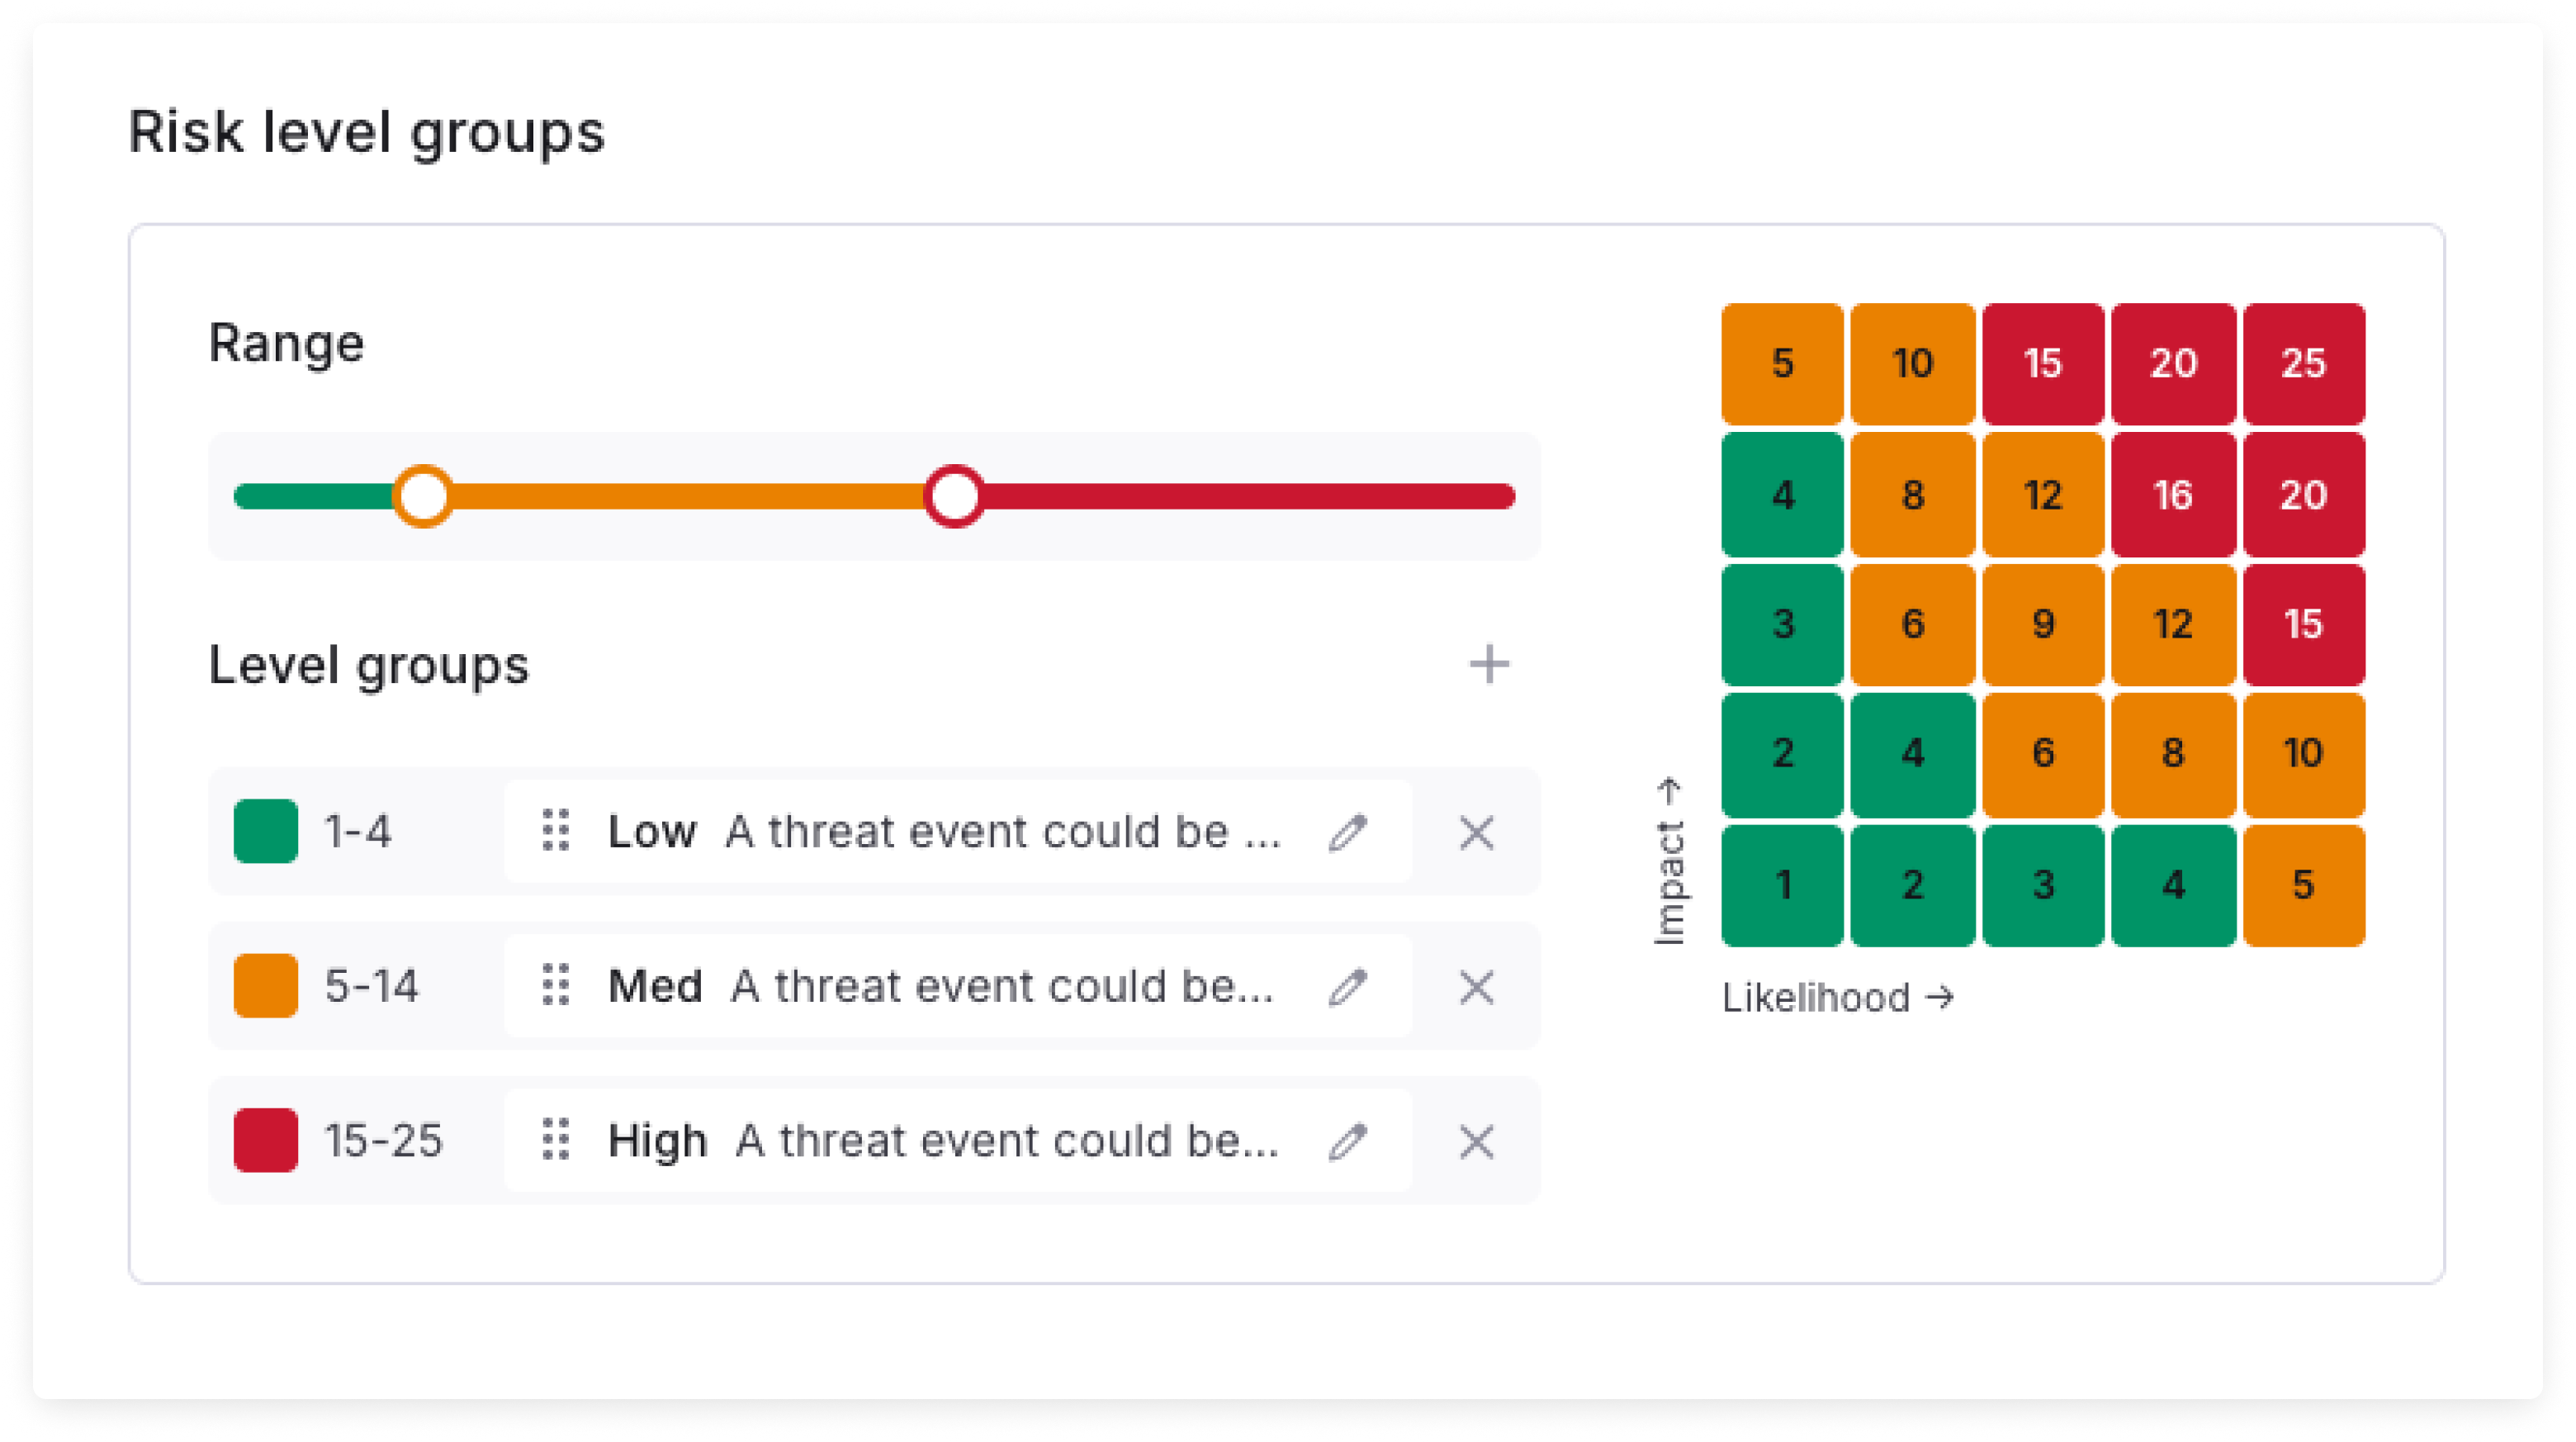 Risk level groups
Range
Level groups
+
1-4 Low A threat event could be ...
5-14 Med A threat event could be...
15-25 High A threat event could be...
5 10 15 20 25
4 8 12 16 20
3 6 9 12 15
2 4 6 8 10
1 2 3 4 5
Impact →
Likelihood →